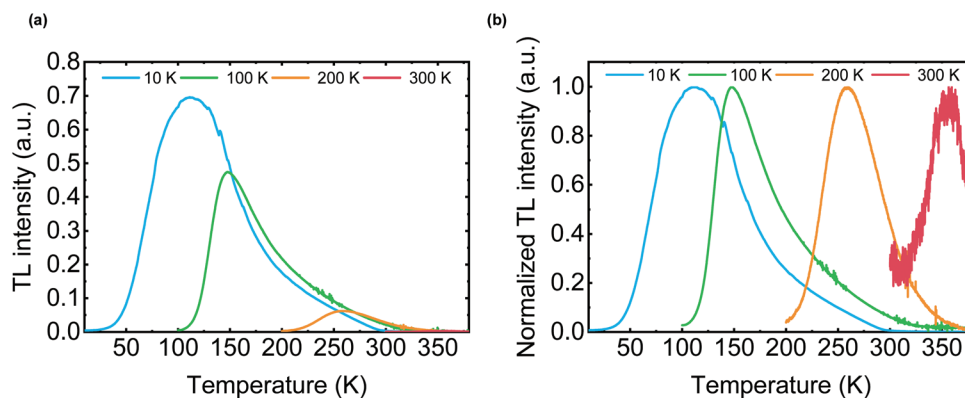 (a)
TL intensity (a.u.)
0.8
0.7
0.6
0.5
0.4
0.3
0.2
0.1
0.0
10 K 100 K 200 K 300 K
50 100 150 200 250 300 350
Temperature (K)
(b)
Normalized TL intensity (a.u.)
1.0
0.8
0.6
0.4
0.2
0.0
10 K 100 K 200 K 300 K
50 100 150 200 250 300 350
Temperature (K)